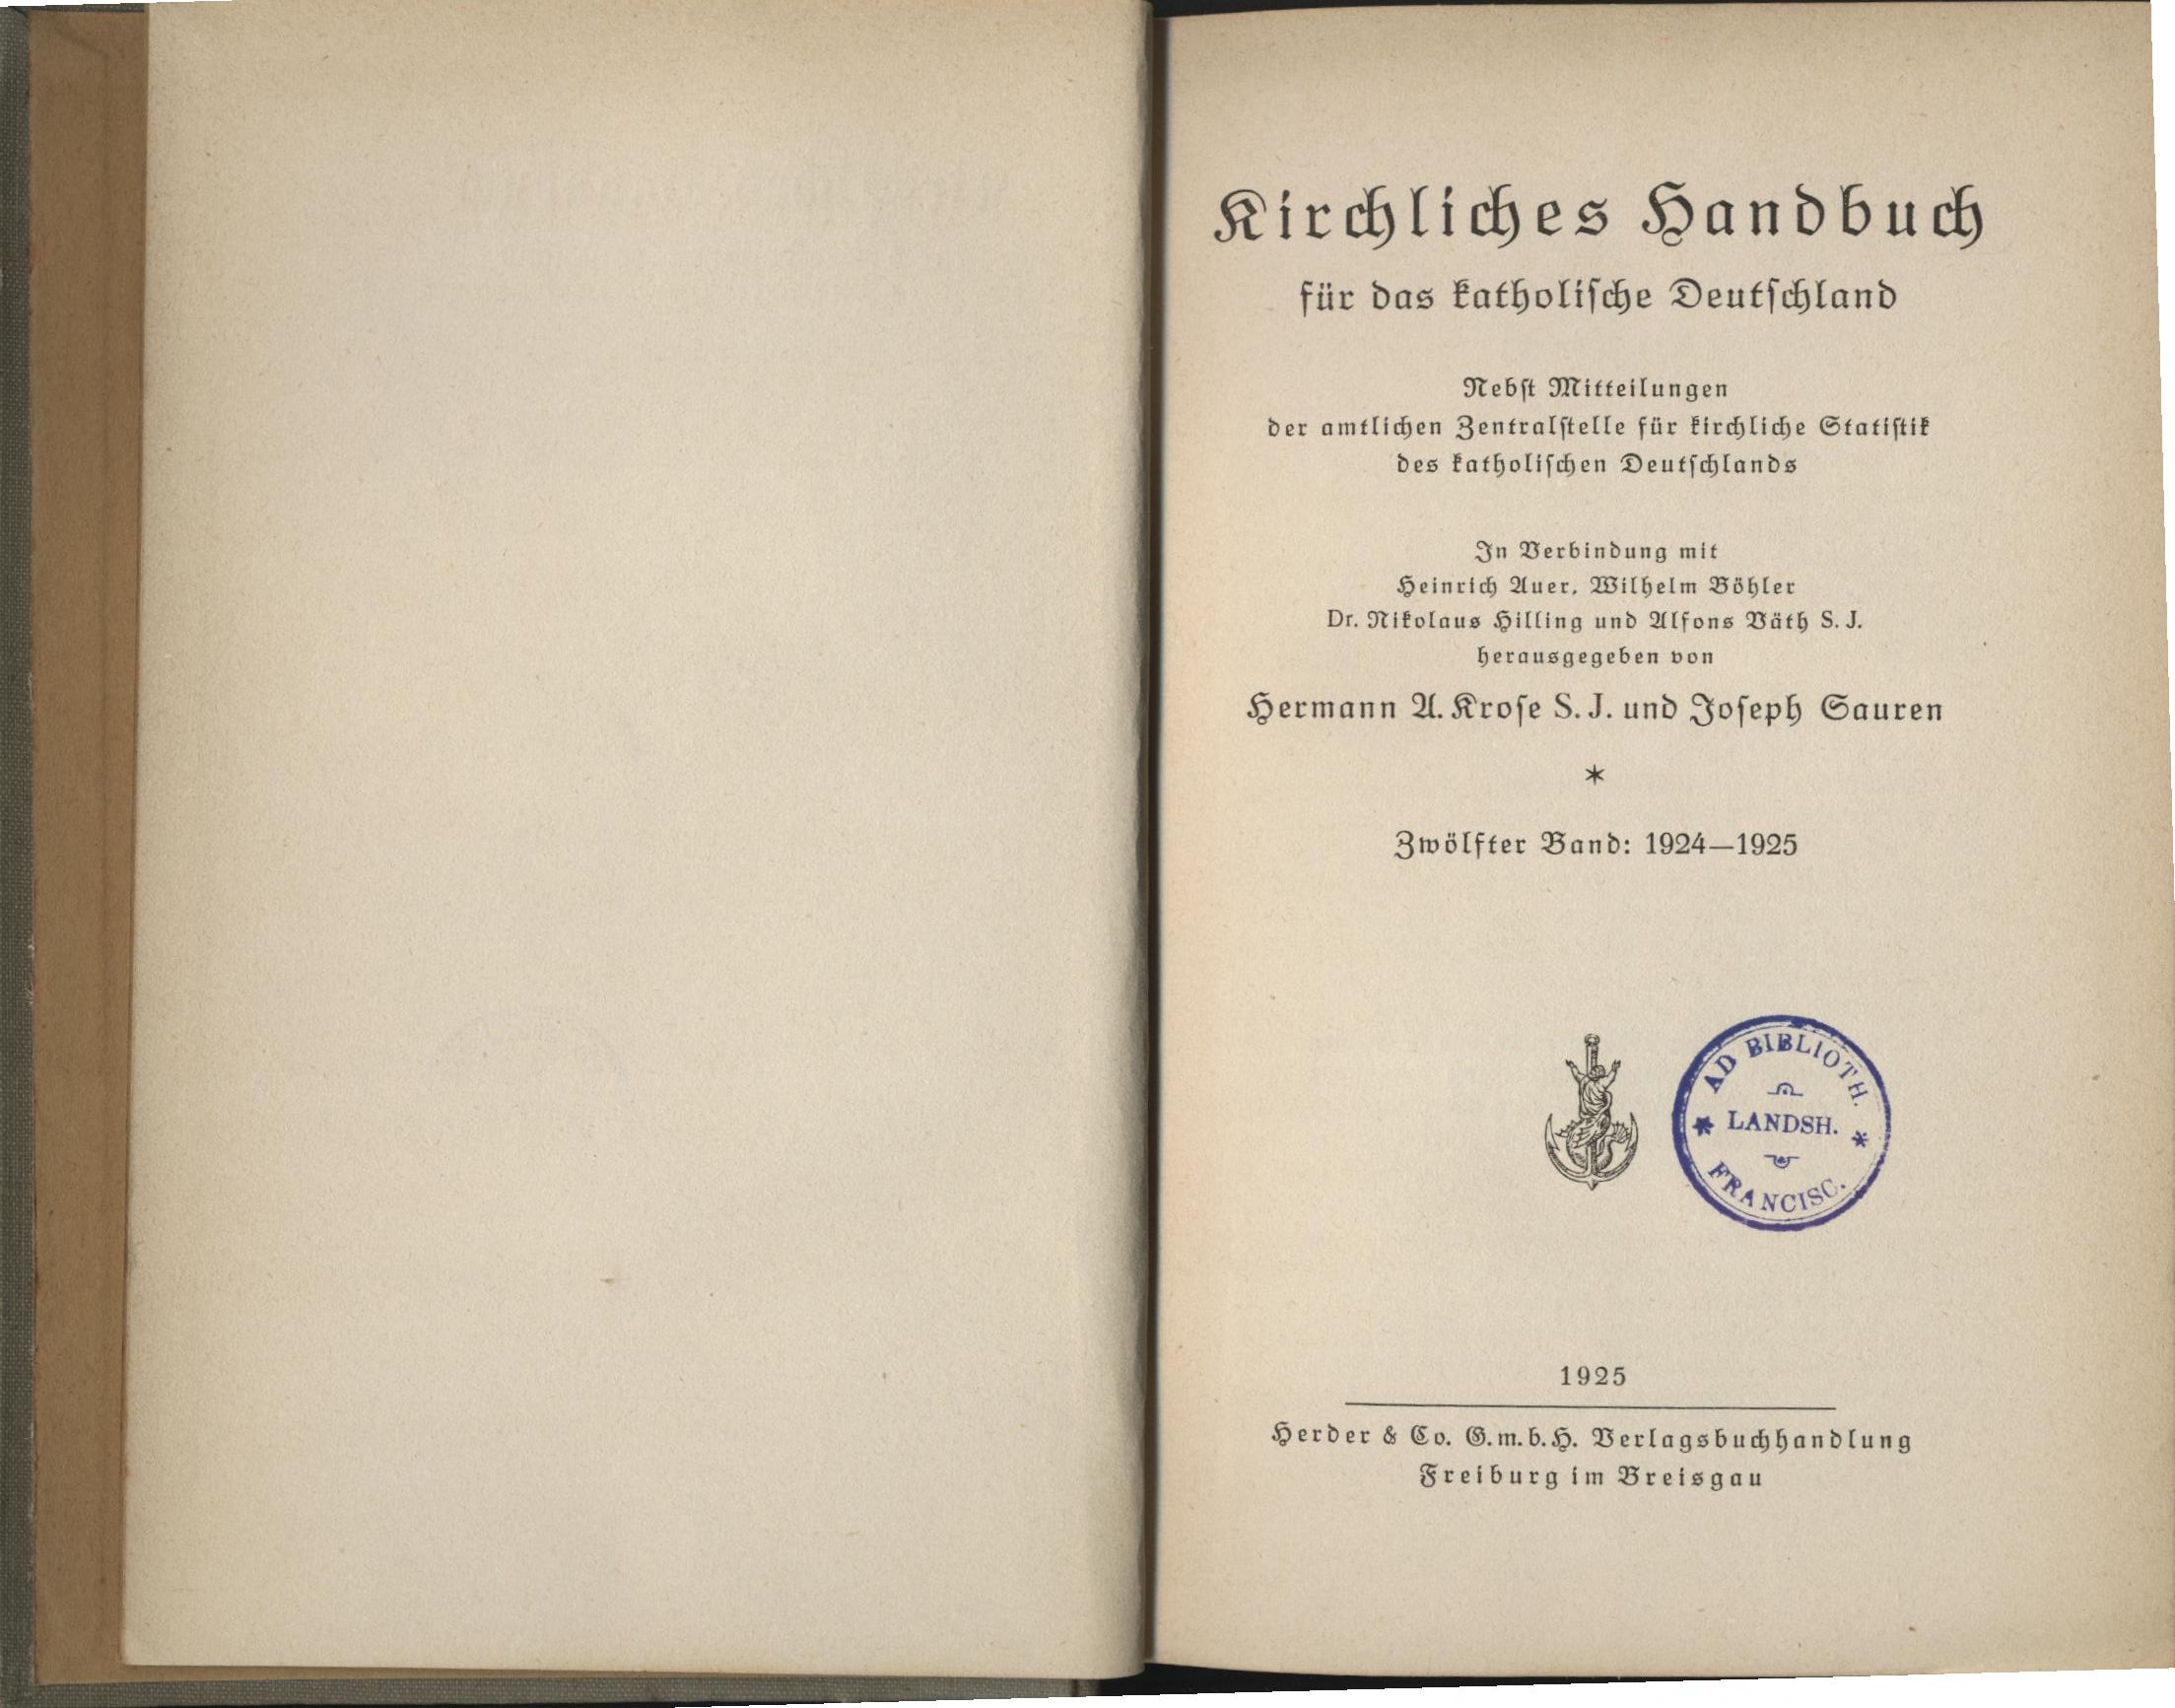 Kirchliches Handbuch
für das katholiſche Deutſchland
Nebſt Mitteilungen
der amtlichen Zentralſtelle für kirchliche Statiſtik
des katholiſchen Deutſchlands
In Verbindung mit
Heinrich Auer, Wilhelm Böhler
Dr. Nikolaus Hilling und Alfons Väth S. J.
herausgegeben von
Hermann A. Kroſe S. J. und Joſeph Sauren
*
Zwölfter Band: 1924—1925
AD BIBLIOTH.
* LANDSH. *
FRANCISC.
1925
Herder & Co. G.m.b.H. Verlagsbuchhandlung
Freiburg im Breisgau